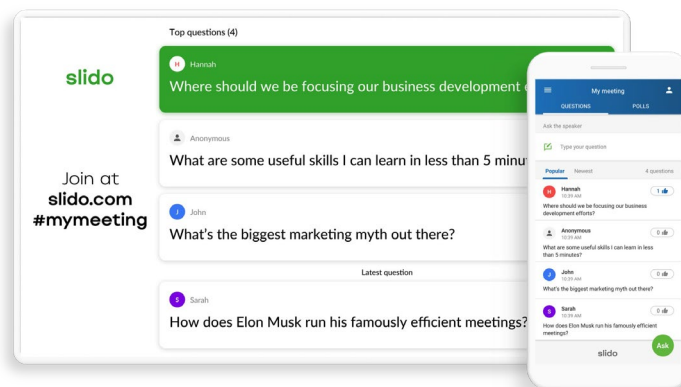 Top questions (4)
slido
Join at
slido.com
#mymeeting
H Hannah
Where should we be focusing our business development
Anonymous
What are some useful skills I can learn in less than 5
J John
What's the biggest marketing myth out there?
Latest question
S Sarah
How does Elon Musk run his famously efficient meetings?
My meeting
QUESTIONS POLLS
Ask the speaker
Type your question
Popular Newest 4 questions
H Hannah 1
10:39 AM
Where should we be focusing our business
development efforts?
Anonymous 0
10:39 AM
What are some useful skills I can learn in less
than 5 minutes?
J John 0
10:39 AM
What's the biggest marketing myth out there?
S Sarah 0
10:39 AM
How does Elon Musk run his famously efficient
meetings?
Ask
slido